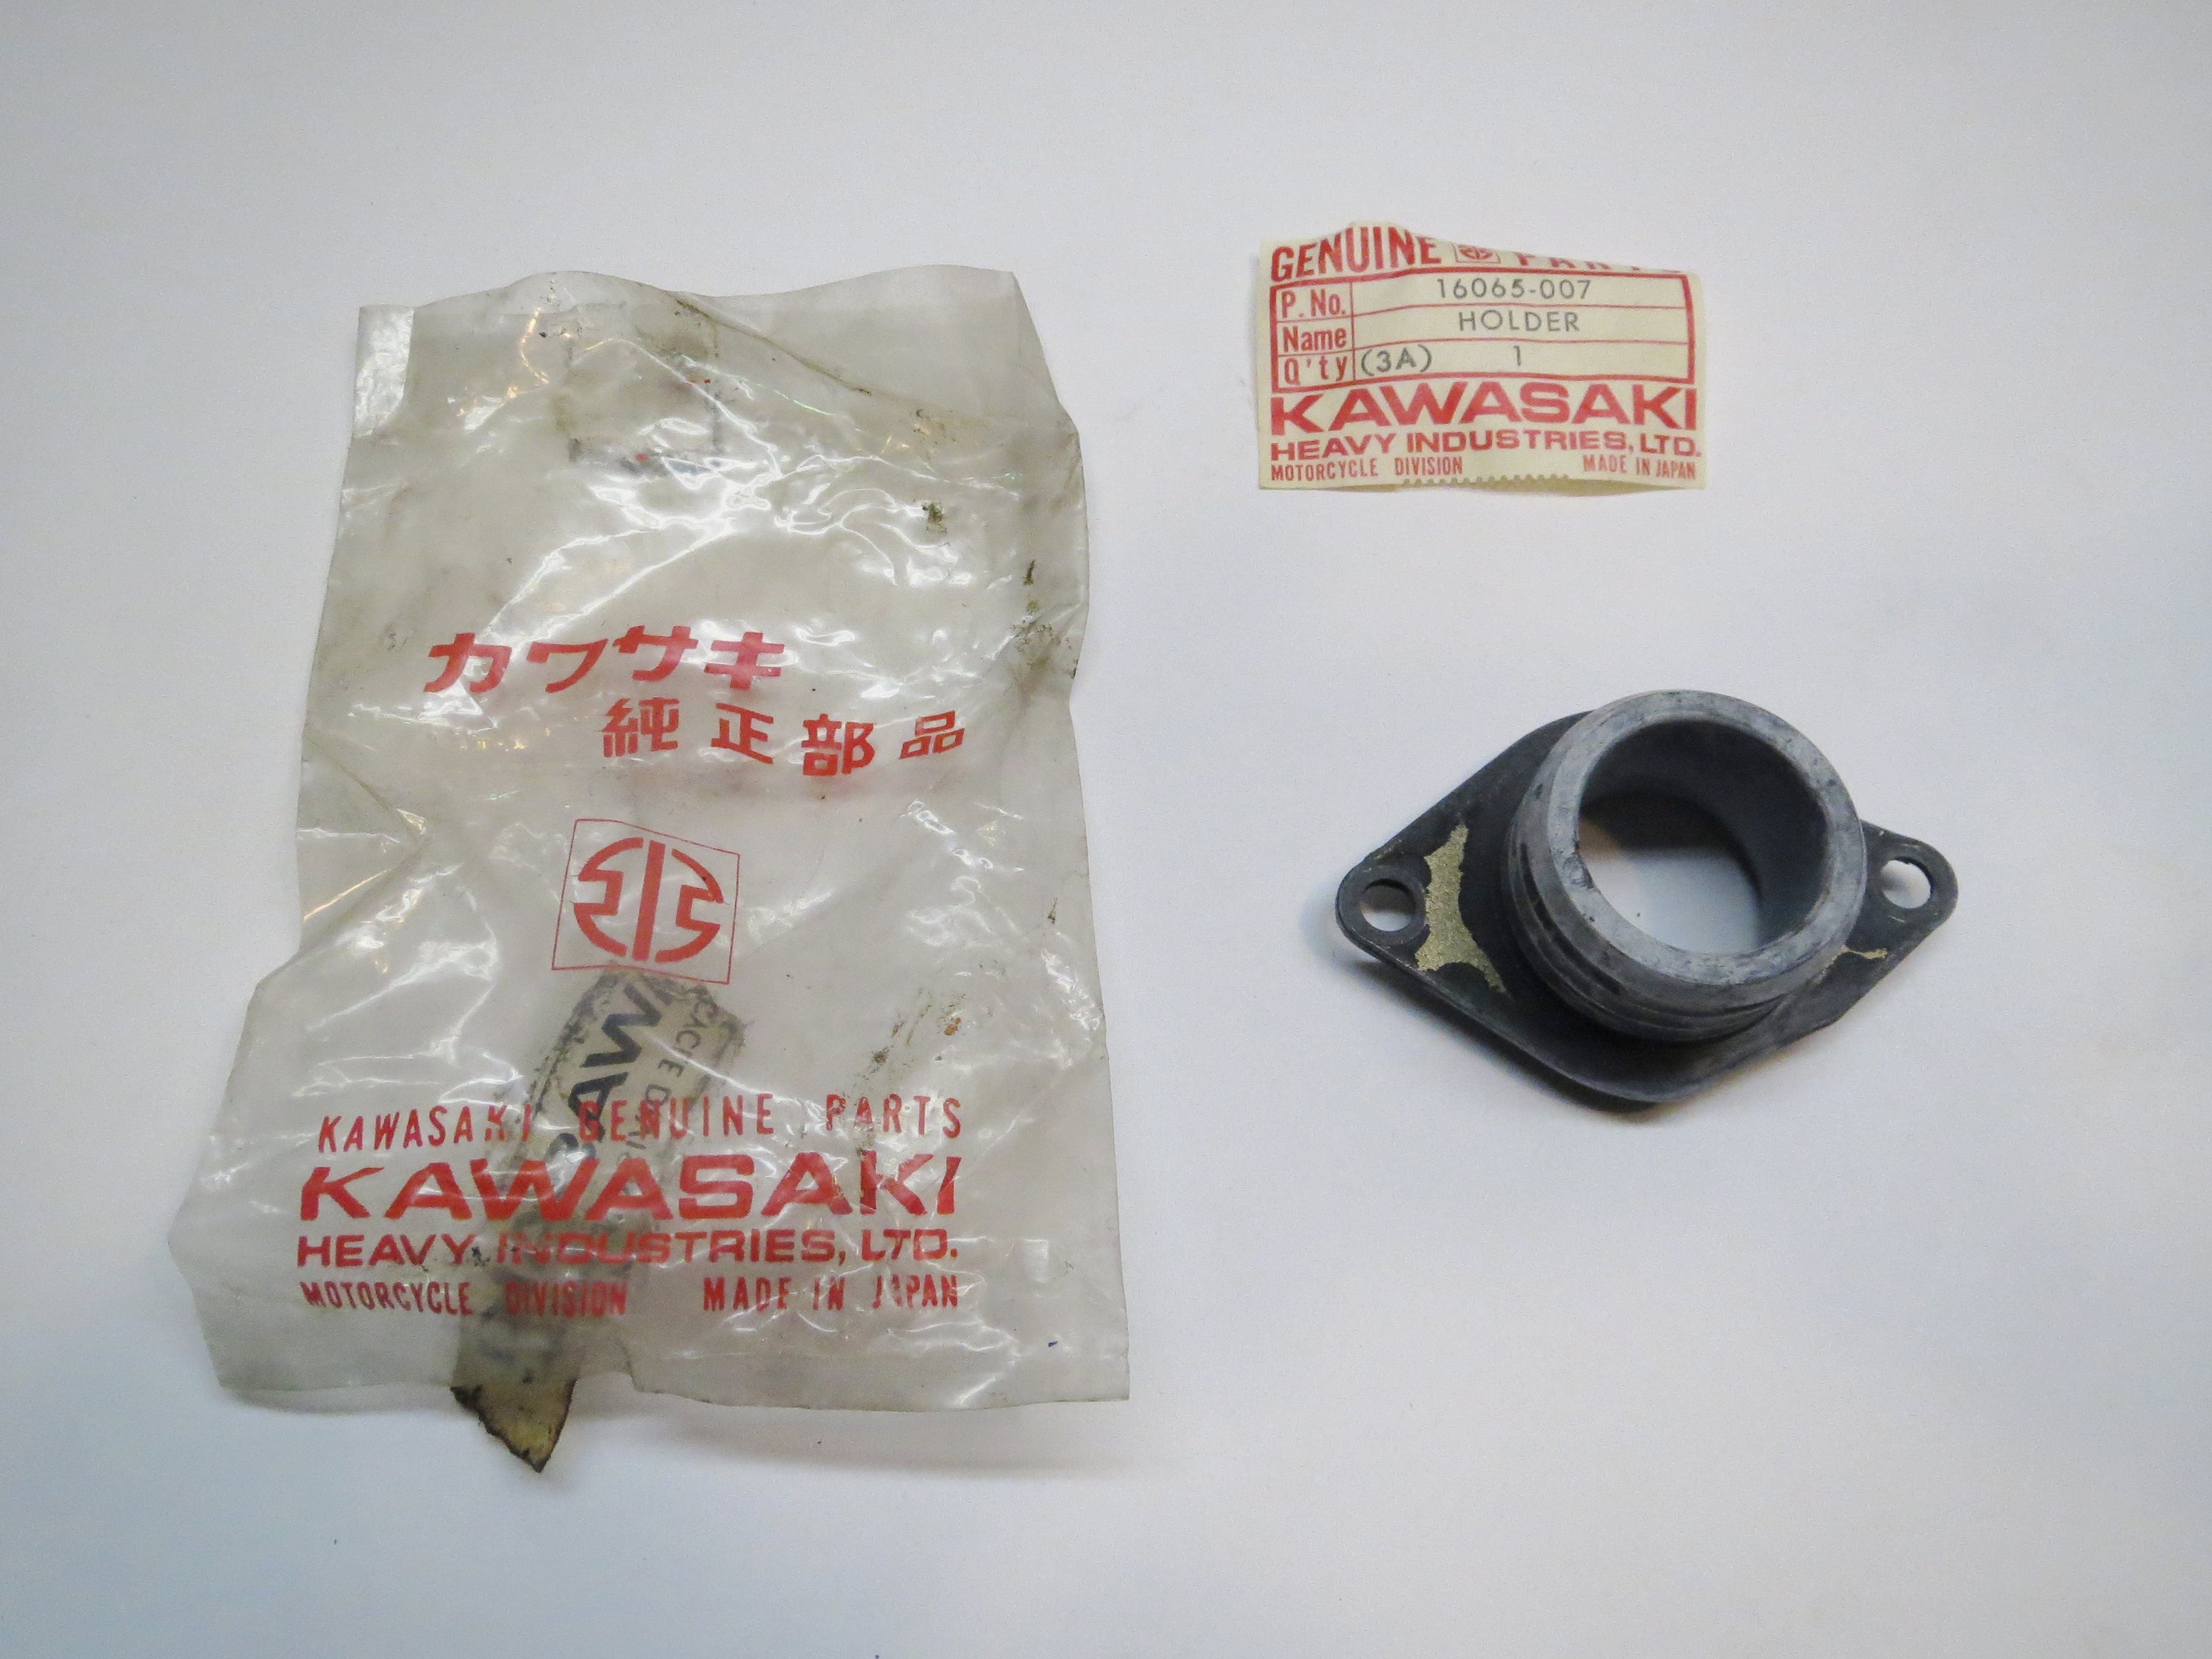 カワサキ
純正部品
KAWASAKI GENUINE PARTS
KAWASAKI
HEAVY INDUSTRIES, LTD.
MOTORCYCLE DIVISION MADE IN JAPAN
GENUINE PARTS
P.No. 16065-007
Name HOLDER
Q'ty (3A) 1
KAWASAKI
HEAVY INDUSTRIES, LTD.
MOTORCYCLE DIVISION MADE IN JAPAN